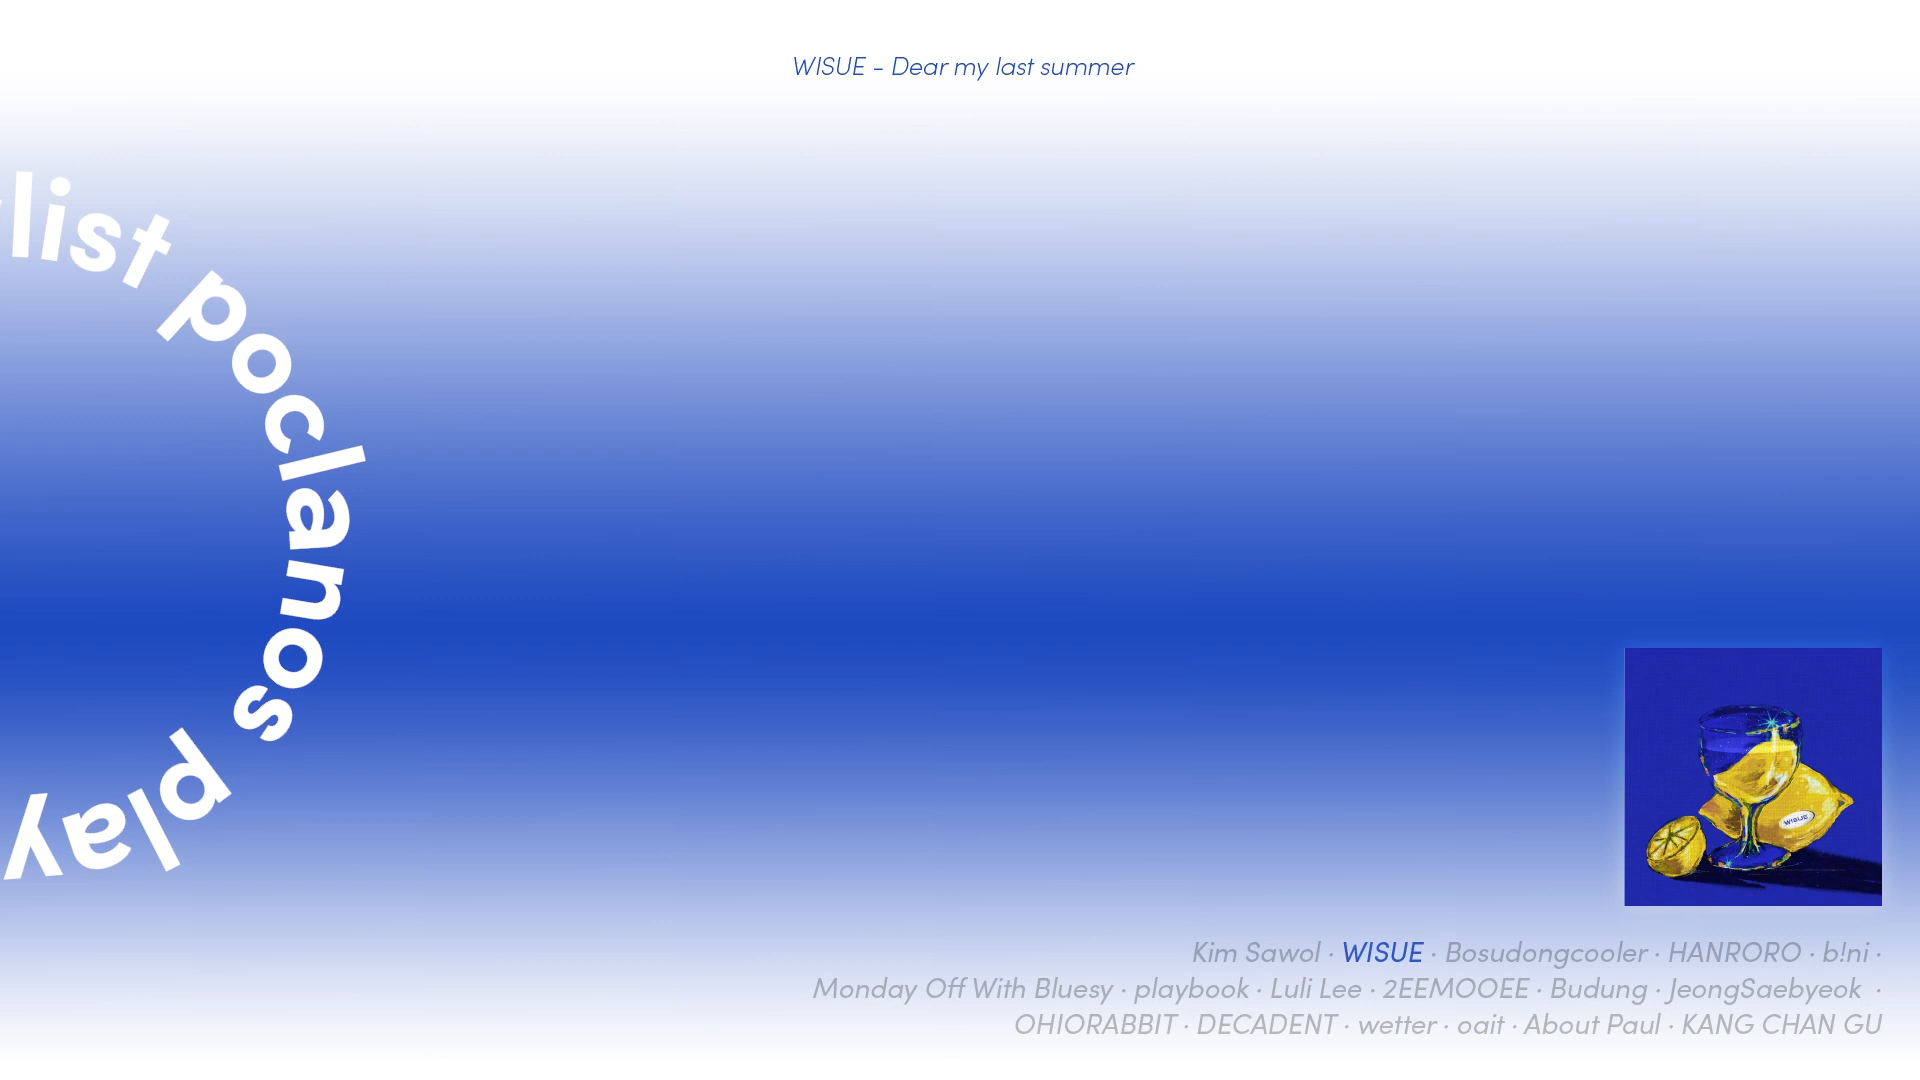 WISUE - Dear my last summer
list poclanos play
WISUE
Kim Sawol · WISUE · Bosudongcooler · HANRORO · b!ni ·
Monday Off With Bluesy · playbook · Luli Lee · 2EEMOOEE · Budung · JeongSaebyeok ·
OHIORABBIT · DECADENT · wetter · oait · About Paul · KANG CHAN GU